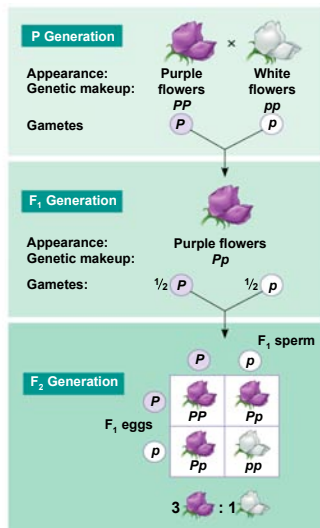 P Generation
×
Appearance: Purple White
Genetic makeup: flowers flowers
PP pp
Gametes P p
F1 Generation
Appearance: Purple flowers
Genetic makeup: Pp
Gametes: ½ P ½ p
F1 sperm
P p
F2 Generation
P
PP Pp
F1 eggs
p
Pp pp
3 : 1